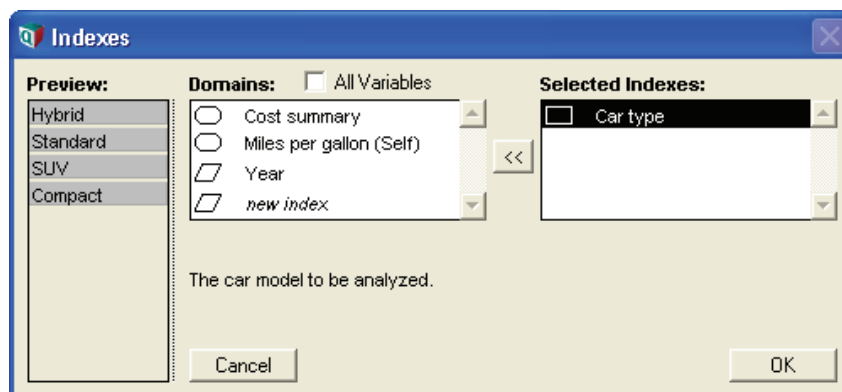 Indexes
Preview:
Hybrid
Standard
SUV
Compact
Domains:
All Variables
Cost summary
Miles per gallon (Self)
Year
new index
<<
Selected Indexes:
Car type
The car model to be analyzed.
Cancel
OK